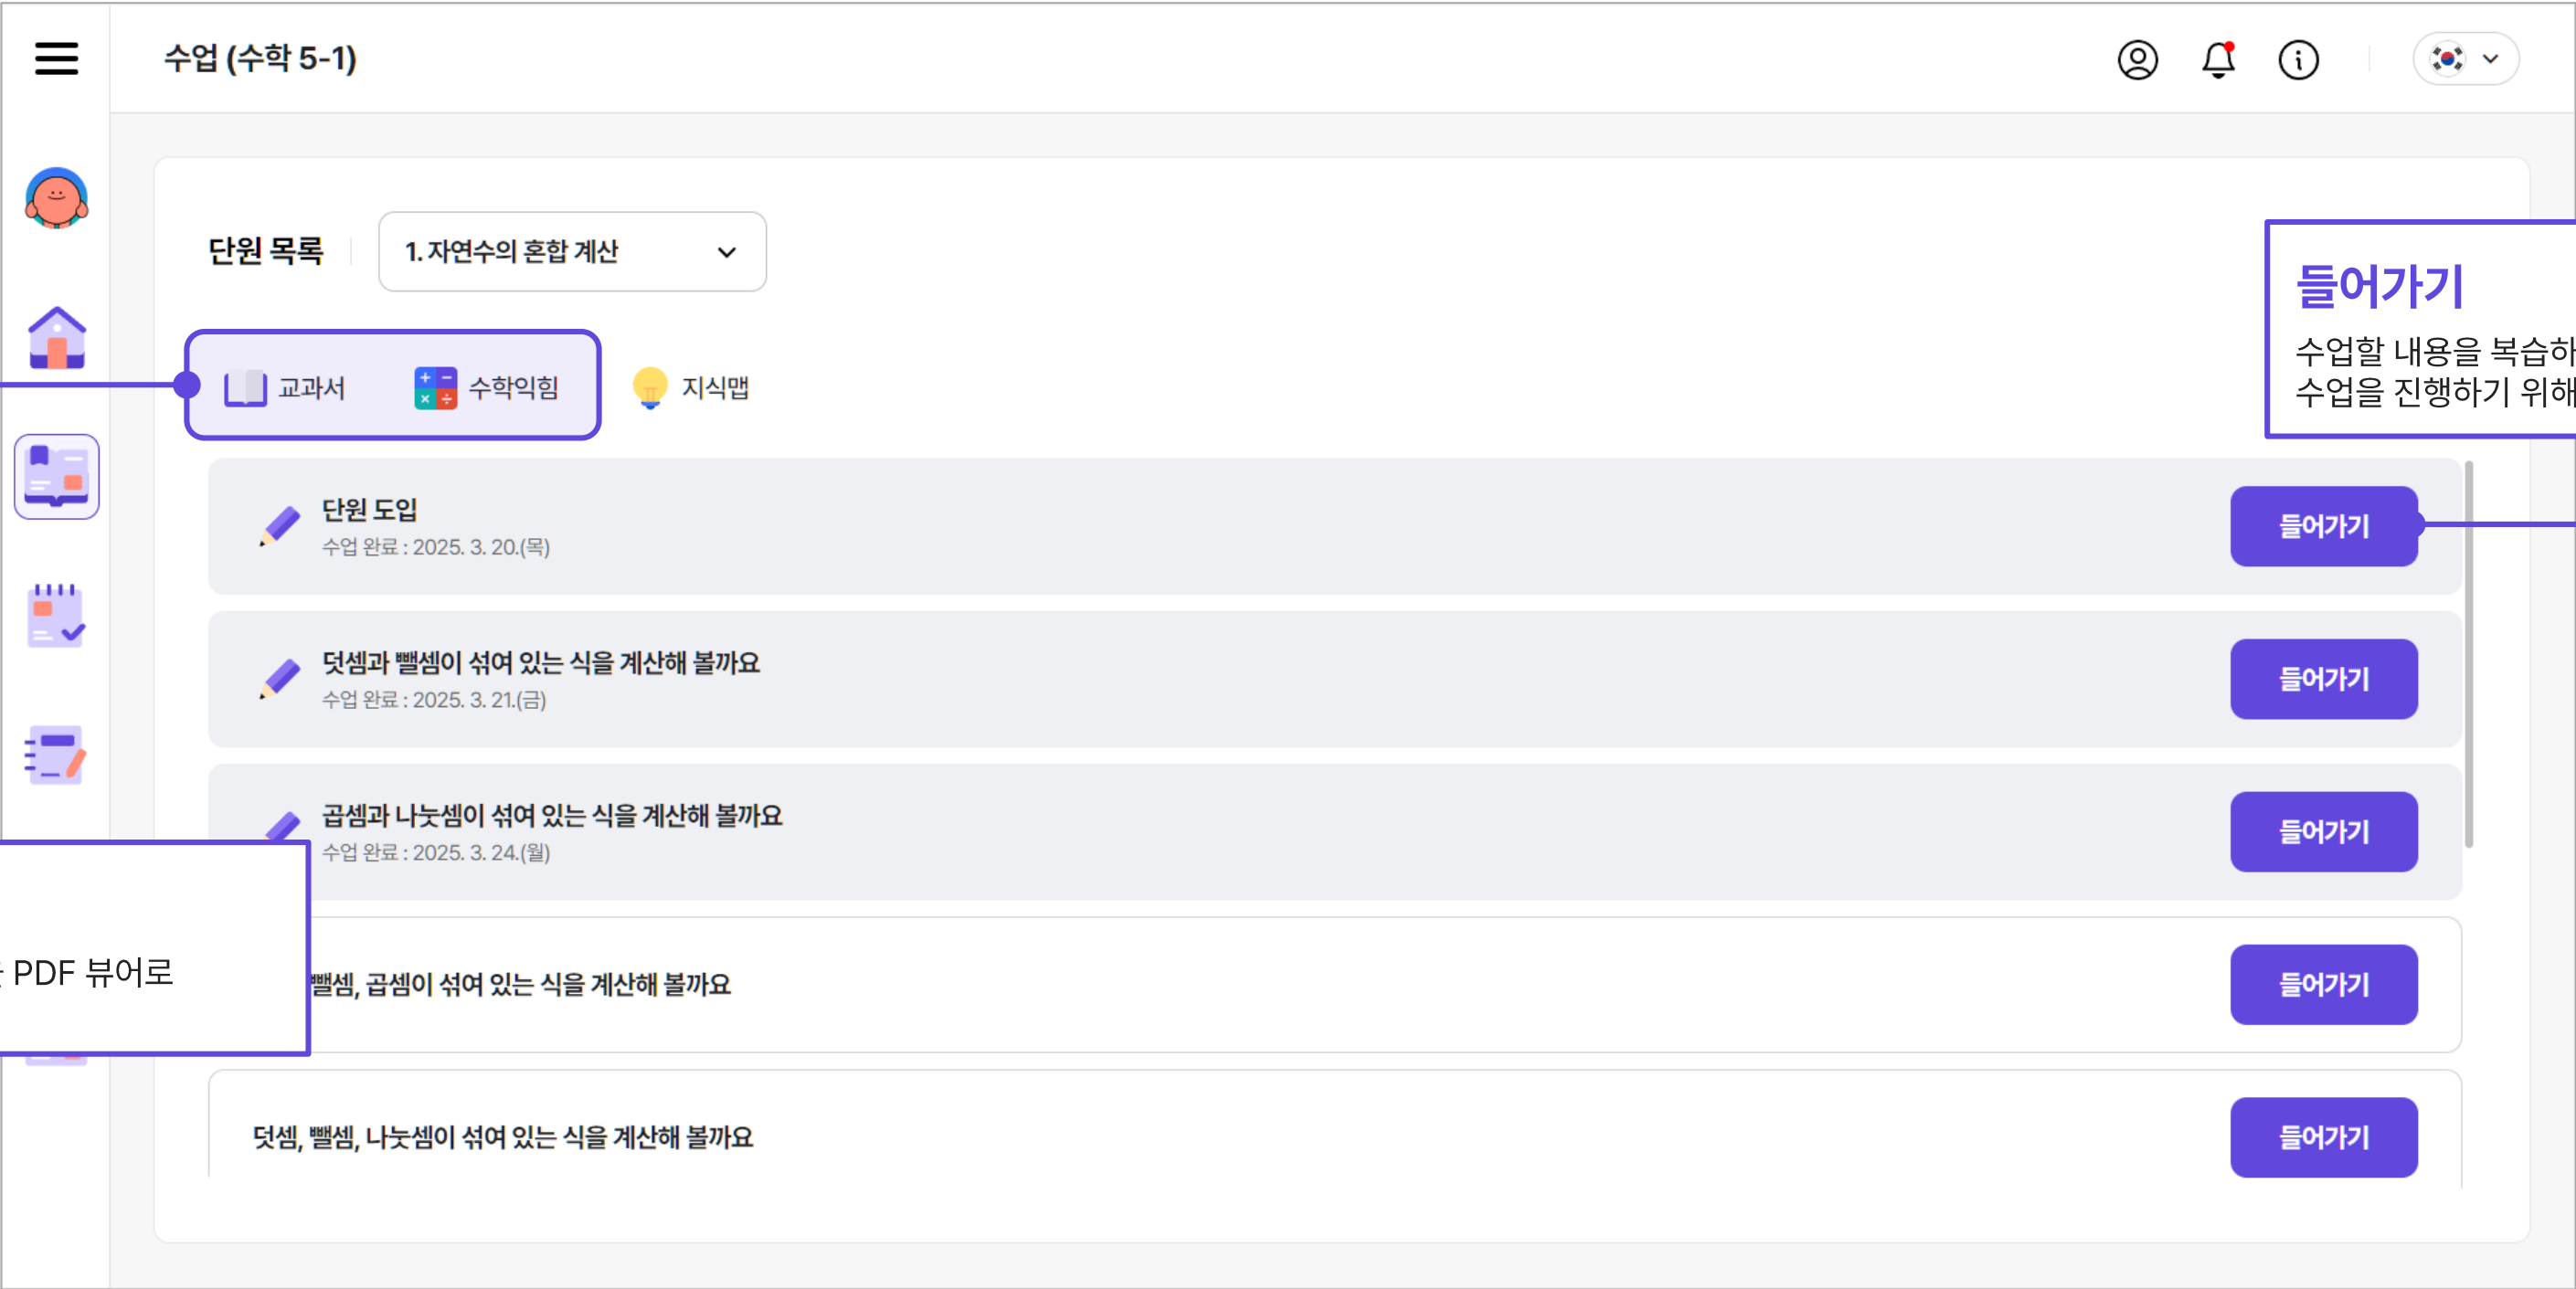 수업 (수학 5-1)
단원 목록
1. 자연수의 혼합 계산
들어가기
수업할 내용을 복습하
수업을 진행하기 위해
교과서
수학익힘
지식맵
단원 도입
수업 완료 : 2025. 3. 20.(목)
들어가기
덧셈과 뺄셈이 섞여 있는 식을 계산해 볼까요
수업 완료 : 2025. 3. 21.(금)
들어가기
곱셈과 나눗셈이 섞여 있는 식을 계산해 볼까요
수업 완료 : 2025. 3. 24.(월)
들어가기
PDF 뷰어로
뺄셈, 곱셈이 섞여 있는 식을 계산해 볼까요
들어가기
덧셈, 뺄셈, 나눗셈이 섞여 있는 식을 계산해 볼까요
들어가기